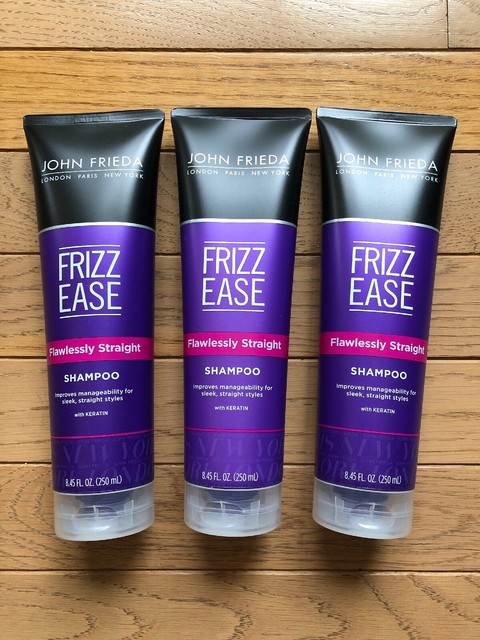 JOHN FRIEDA
LONDON PARIS NEW YORK
FRIZZ
EASE
Flawlessly Straight
SHAMPOO
Improves manageability for
sleek, straight styles
with KERATIN
8.45 FL. OZ. (250 mL)
JOHN FRIEDA
LONDON PARIS NEW YORK
FRIZZ
EASE
Flawlessly Straight
SHAMPOO
Improves manageability for
sleek, straight styles
with KERATIN
8.45 FL. OZ. (250 mL)
JOHN FRIEDA
LONDON PARIS NEW YORK
FRIZZ
EASE
Flawlessly Straight
SHAMPOO
Improves manageability for
sleek, straight styles
with KERATIN
8.45 FL. OZ. (250 mL)